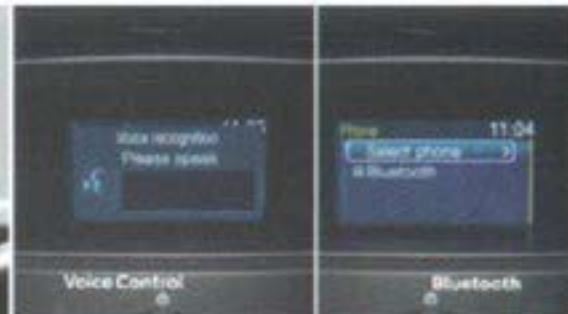 Voice recognition
Please speak
Voice Control
Phone 11:04
Select phone
Bluetooth
Bluetooth